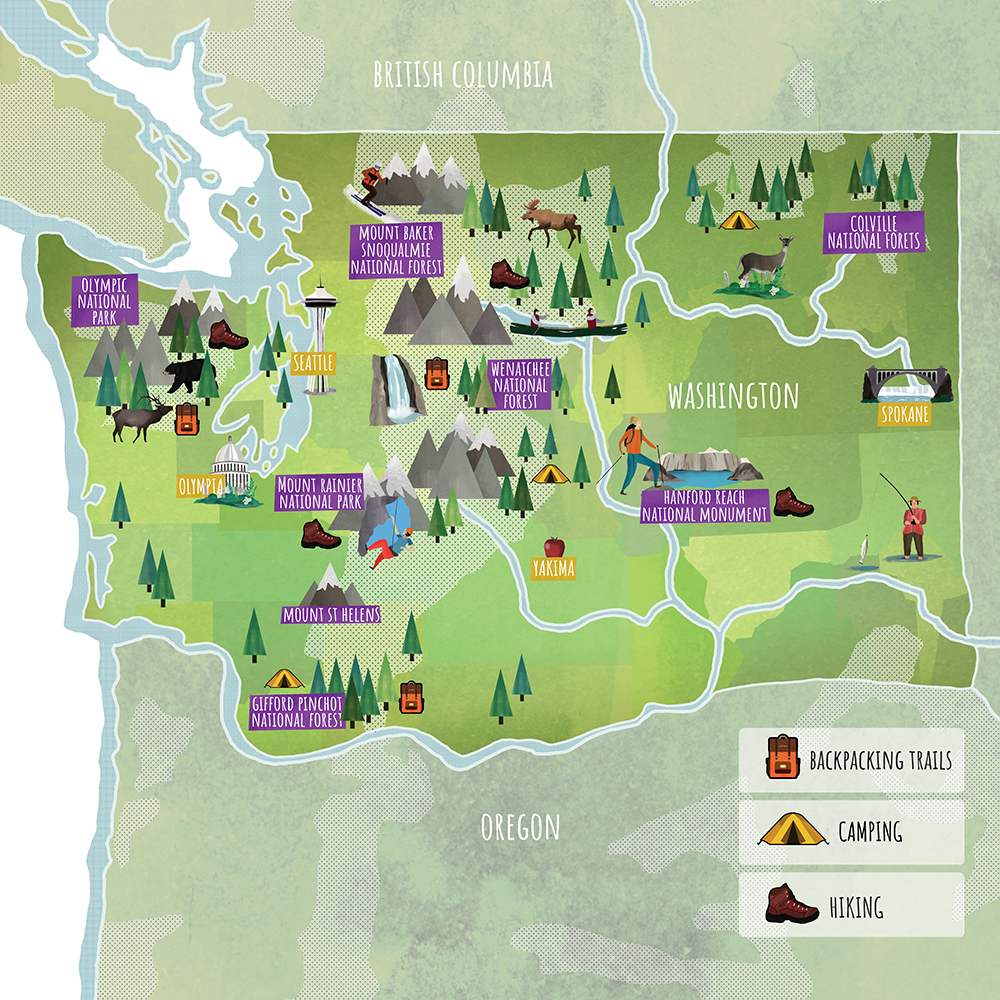 BRITISH COLUMBIA
MOUNT BAKER
SNOQUALMIE
NATIONAL FOREST
COLVILLE
NATIONAL FORETS
OLYMPIC
NATIONAL
PARK
SEATTLE
WENATCHEE
NATIONAL
FOREST
WASHINGTON
SPOKANE
OLYMPIA
MOUNT RAINIER
NATIONAL PARK
HANFORD REACH
NATIONAL MONUMENT
YAKIMA
MOUNT ST HELENS
GIFFORD PINCHOT
NATIONAL FOREST
OREGON
BACKPACKING TRAILS
CAMPING
HIKING